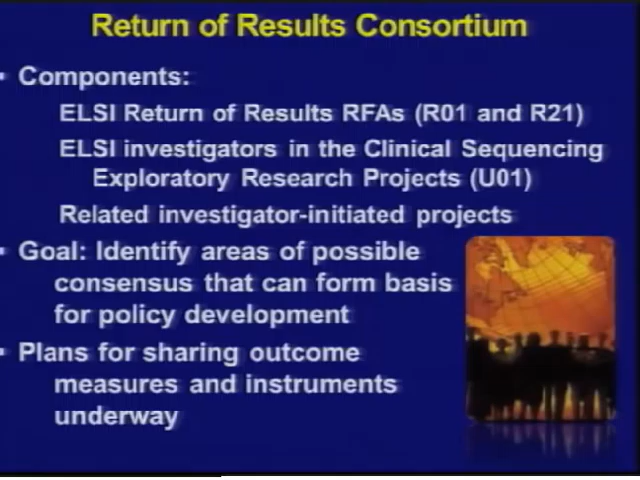 Return of Results Consortium
• Components:
ELSI Return of Results RFAs (R01 and R21)
ELSI investigators in the Clinical Sequencing
Exploratory Research Projects (U01)
Related investigator-initiated projects
• Goal: Identify areas of possible
consensus that can form basis
for policy development
• Plans for sharing outcome
measures and instruments
underway